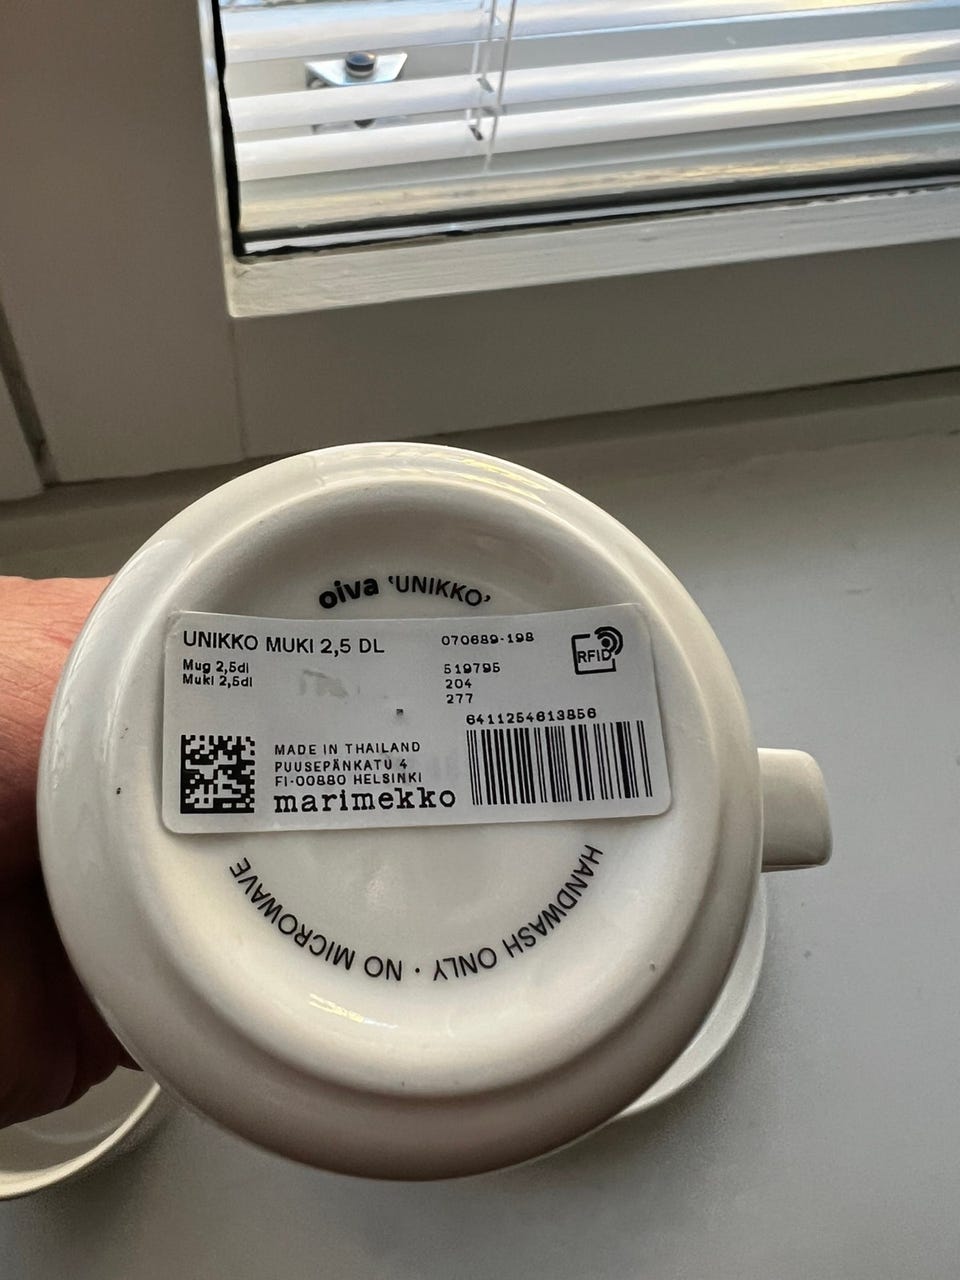 oiva 'UNIKKO'
UNIKKO MUKI 2,5 DL
Mug 2,5dl
Muki 2,5dl
070689-198
519795
204
277
RFID
6411254613856
MADE IN THAILAND
PUUSEPÄNKATU 4
FI-00880 HELSINKI
marimekko
HANDWASH ONLY · NO MICROWAVE